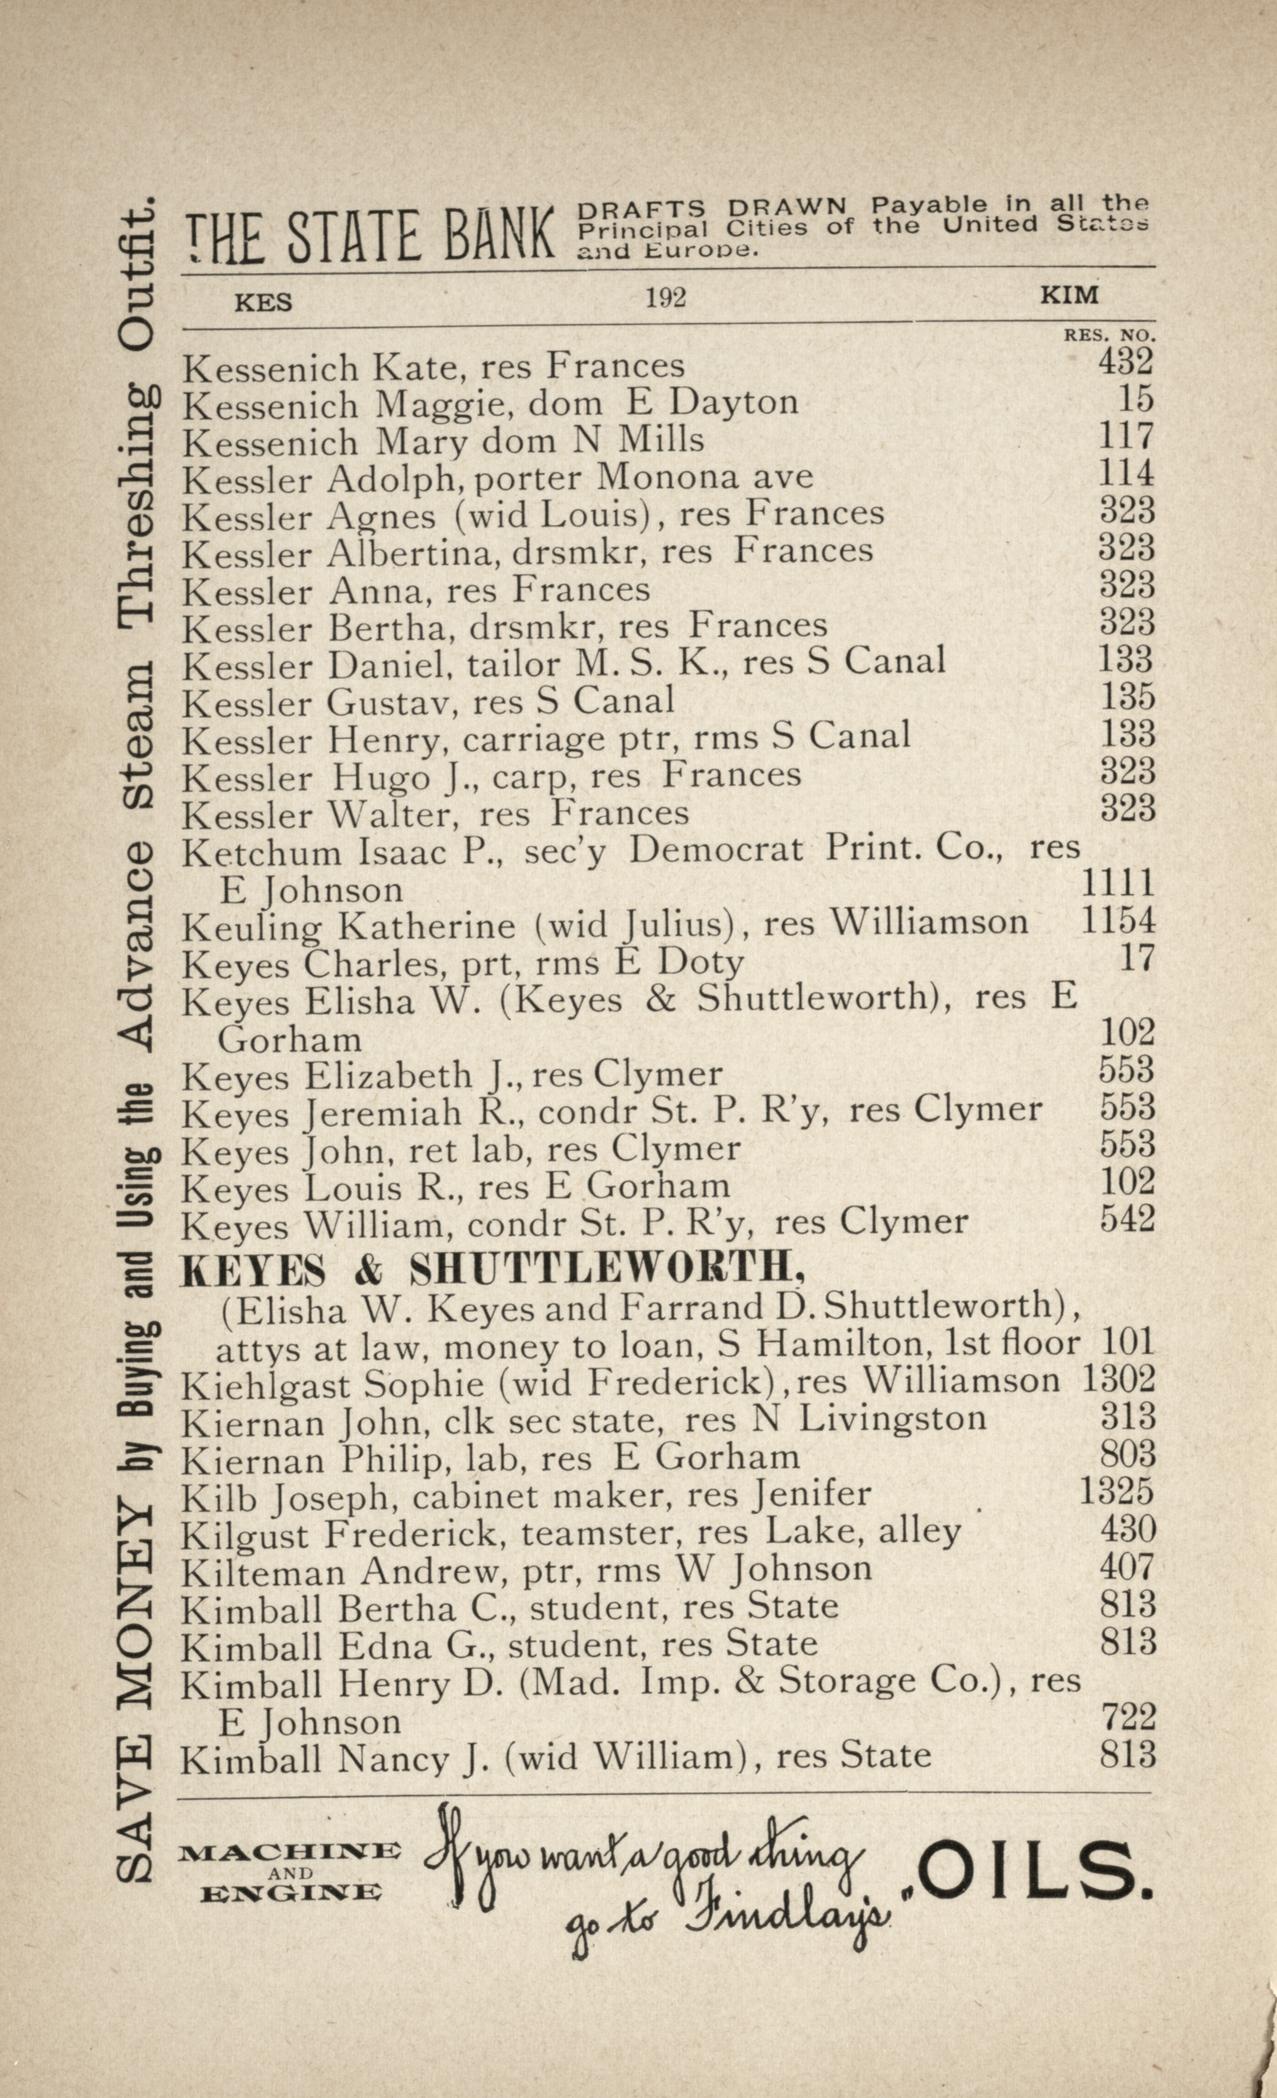 THE STATE BANK DRAFTS DRAWN Payable in all the
Principal Cities of the United States
and Europe.
KES 192 KIM
RES. NO.
Kessenich Kate, res Frances 432
Kessenich Maggie, dom E Dayton 15
Kessenich Mary dom N Mills 117
Kessler Adolph, porter Monona ave 114
Kessler Agnes (wid Louis), res Frances 323
Kessler Albertina, drsmkr, res Frances 323
Kessler Anna, res Frances 323
Kessler Bertha, drsmkr, res Frances 323
Kessler Daniel, tailor M. S. K., res S Canal 133
Kessler Gustav, res S Canal 135
Kessler Henry, carriage ptr, rms S Canal 133
Kessler Hugo J., carp, res Frances 323
Kessler Walter, res Frances 323
Ketchum Isaac P., sec'y Democrat Print. Co., res
E Johnson 1111
Keuling Katherine (wid Julius), res Williamson 1154
Keyes Charles, prt, rms E Doty 17
Keyes Elisha W. (Keyes & Shuttleworth), res E
Gorham 102
Keyes Elizabeth J., res Clymer 553
Keyes Jeremiah R., condr St. P. R'y, res Clymer 553
Keyes John, ret lab, res Clymer 553
Keyes Louis R., res E Gorham 102
Keyes William, condr St. P. R'y, res Clymer 542
KEYES & SHUTTLEWORTH,
(Elisha W. Keyes and Farrand D. Shuttleworth),
attys at law, money to loan, S Hamilton, 1st floor 101
Kiehlgast Sophie (wid Frederick), res Williamson 1302
Kiernan John, clk sec state, res N Livingston 313
Kiernan Philip, lab, res E Gorham 803
Kilb Joseph, cabinet maker, res Jenifer 1325
Kilgust Frederick, teamster, res Lake, alley 430
Kilteman Andrew, ptr, rms W Johnson 407
Kimball Bertha C., student, res State 813
Kimball Edna G., student, res State 813
Kimball Henry D. (Mad. Imp. & Storage Co.), res
E Johnson 722
Kimball Nancy J. (wid William), res State 813
MACHINE
AND
ENGINE
If you want a good thing
go to Findlay's
OILS.
SAVE MONEY by Buying and Using the Advance Steam Threshing Outfit.